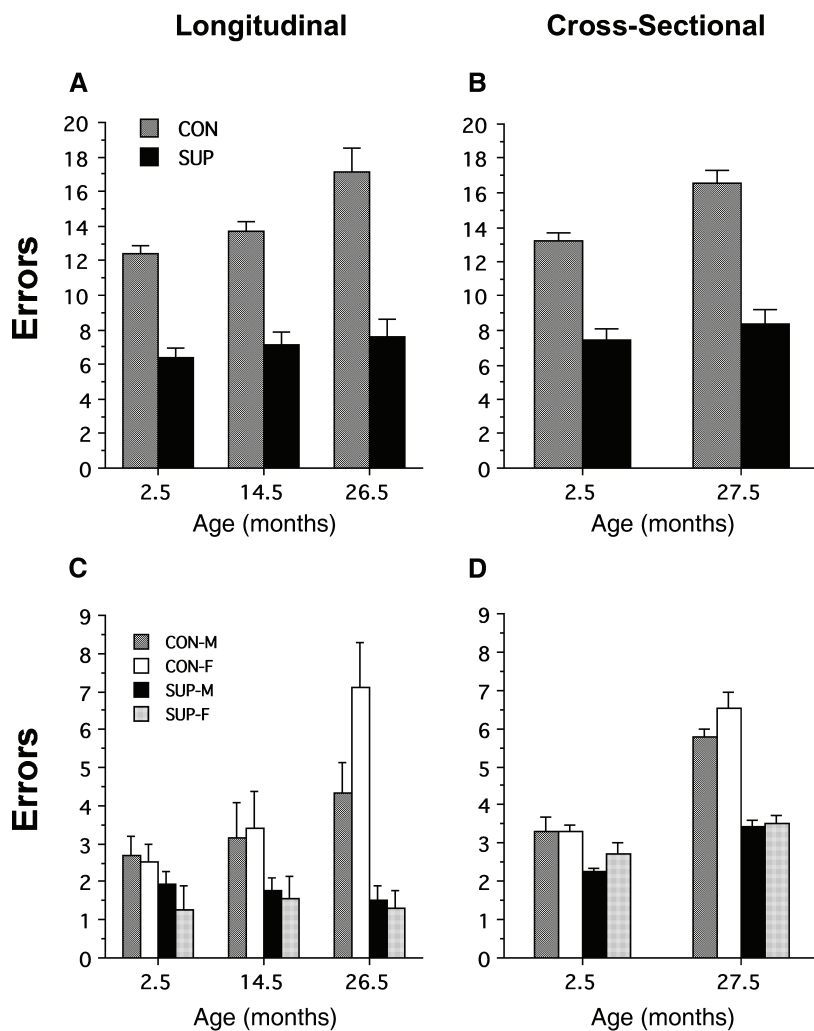 Longitudinal
Cross-Sectional
A
B
20
18
16
14
12
10
8
6
4
2
0
Errors
CON
SUP
2.5 14.5 26.5
Age (months)
20
18
16
14
12
10
8
6
4
2
0
2.5 27.5
Age (months)
C
D
9
8
7
6
5
4
3
2
1
0
Errors
CON-M
CON-F
SUP-M
SUP-F
2.5 14.5 26.5
Age (months)
9
8
7
6
5
4
3
2
1
0
2.5 27.5
Age (months)